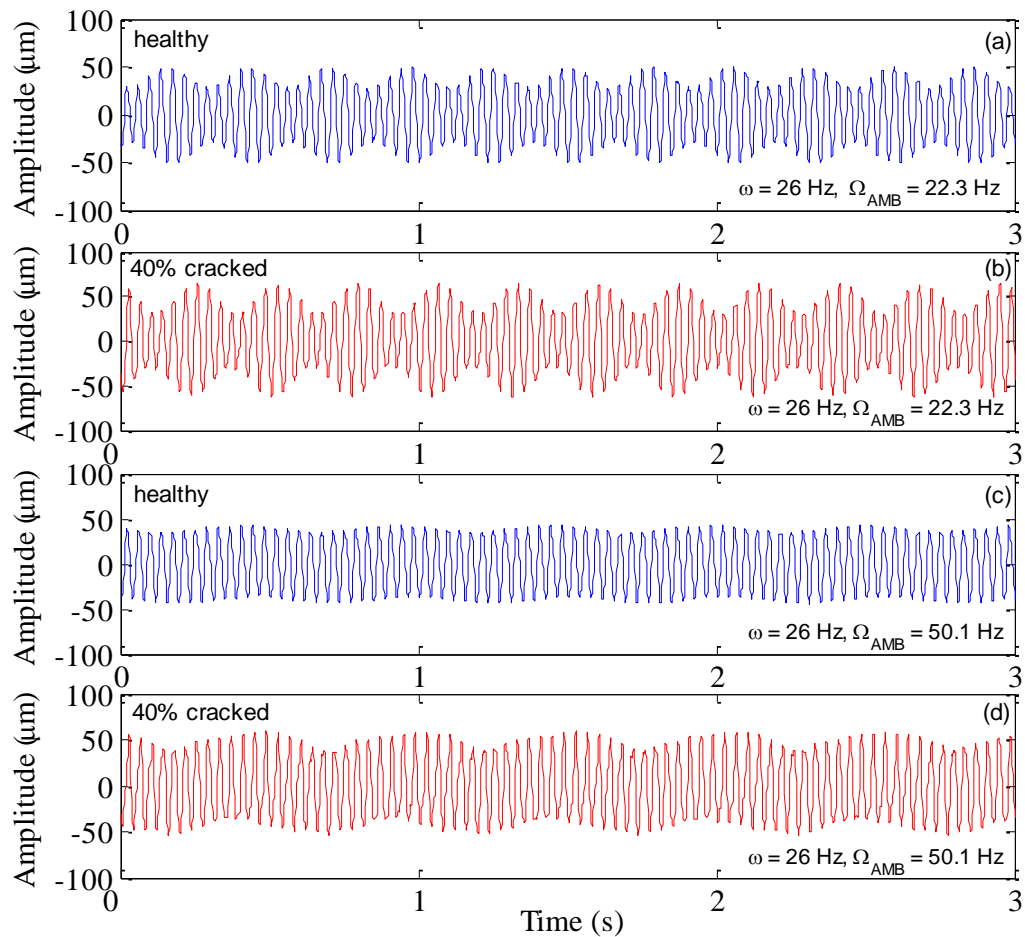 100
50
0
-50
-100
Amplitude (μm)
healthy
(a)
ω = 26 Hz, Ω_AMB = 22.3 Hz
0 1 2 3
100
50
0
-50
-100
Amplitude (μm)
40% cracked
(b)
ω = 26 Hz, Ω_AMB = 22.3 Hz
0 1 2 3
100
50
0
-50
-100
Amplitude (μm)
healthy
(c)
ω = 26 Hz, Ω_AMB = 50.1 Hz
0 1 2 3
100
50
0
-50
-100
Amplitude (μm)
40% cracked
(d)
ω = 26 Hz, Ω_AMB = 50.1 Hz
0 1 2 3
Time (s)